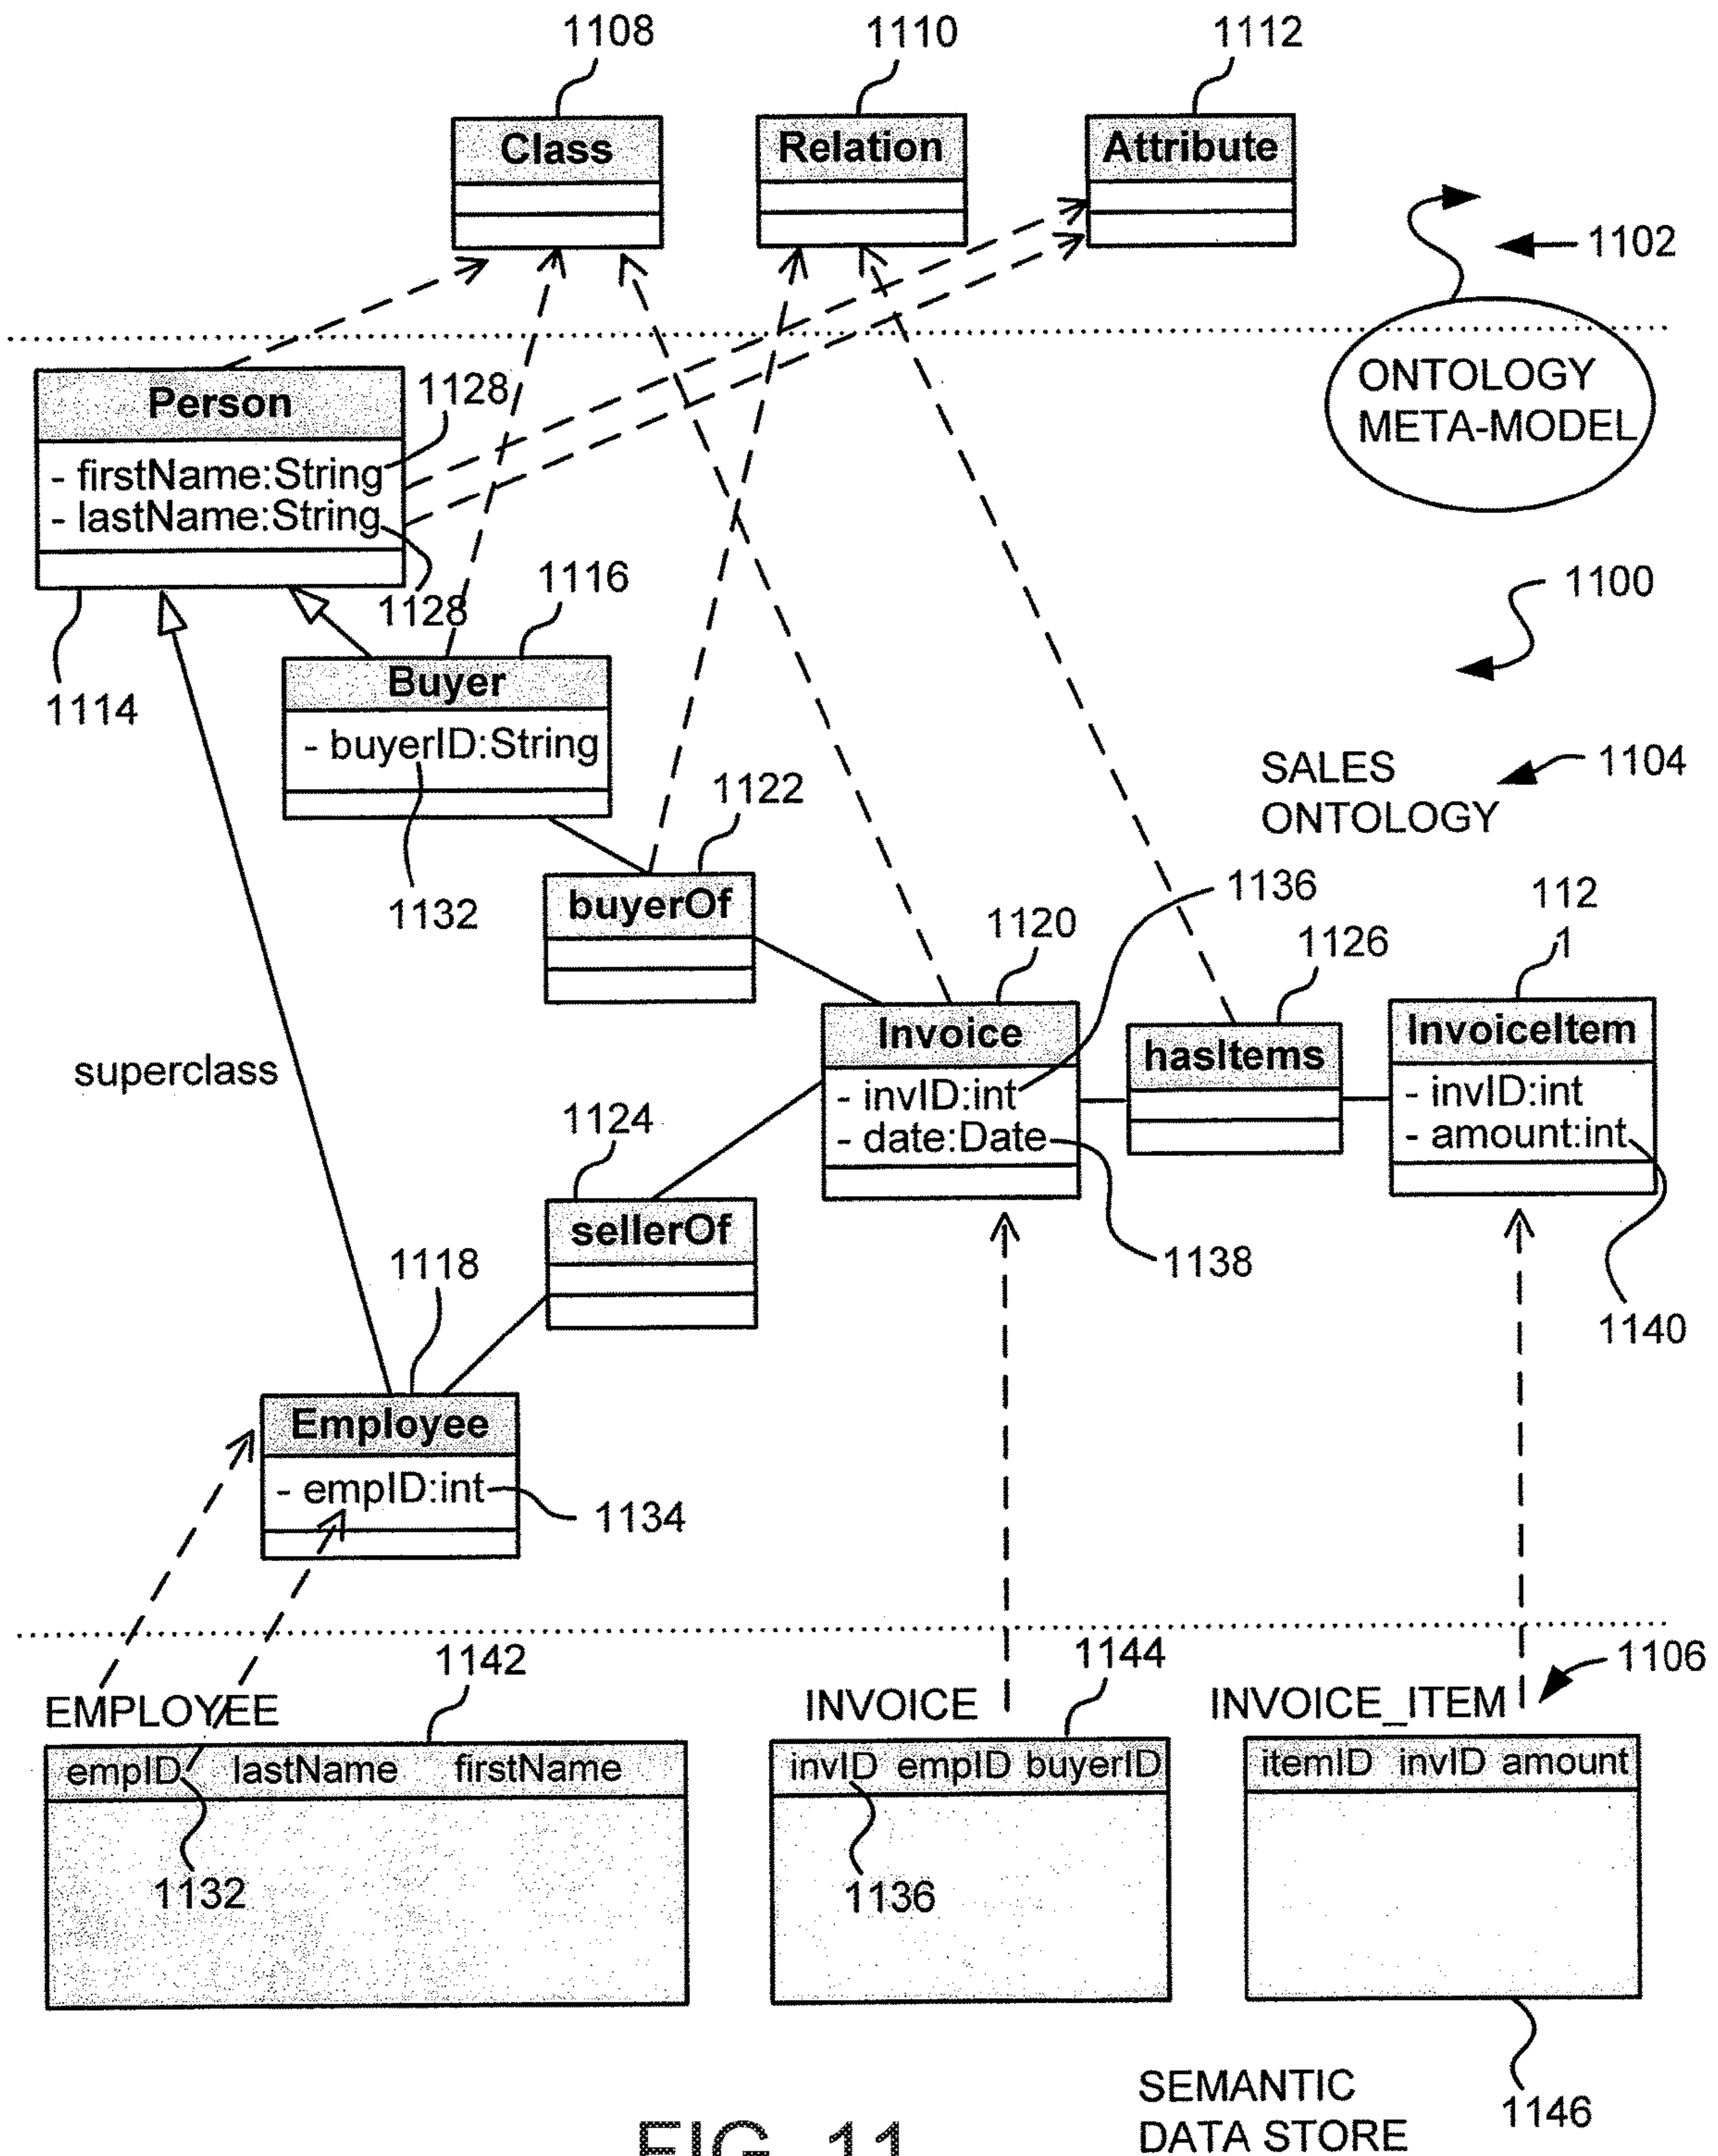 1108
1110
1112
Class
Relation
Attribute
1102
ONTOLOGY
META-MODEL
Person
1128
- firstName:String
- lastName:String
1128
1116
1100
1114
Buyer
- buyerID:String
SALES
ONTOLOGY
1104
1122
1132
buyerOf
1136
112
1
1120
1126
Invoice
hasItems
InvoiceItem
superclass
- invID:int
- date:Date
- invID:int
- amount:int
1124
sellerOf
1138
1118
1140
Employee
- empID:int
1134
1142
1144
1106
EMPLOYEE
INVOICE
INVOICE_ITEM
empID lastName firstName
invID empID buyerID
itemID invID amount
1132
1136
SEMANTIC
DATA STORE
1146
FIG. 11